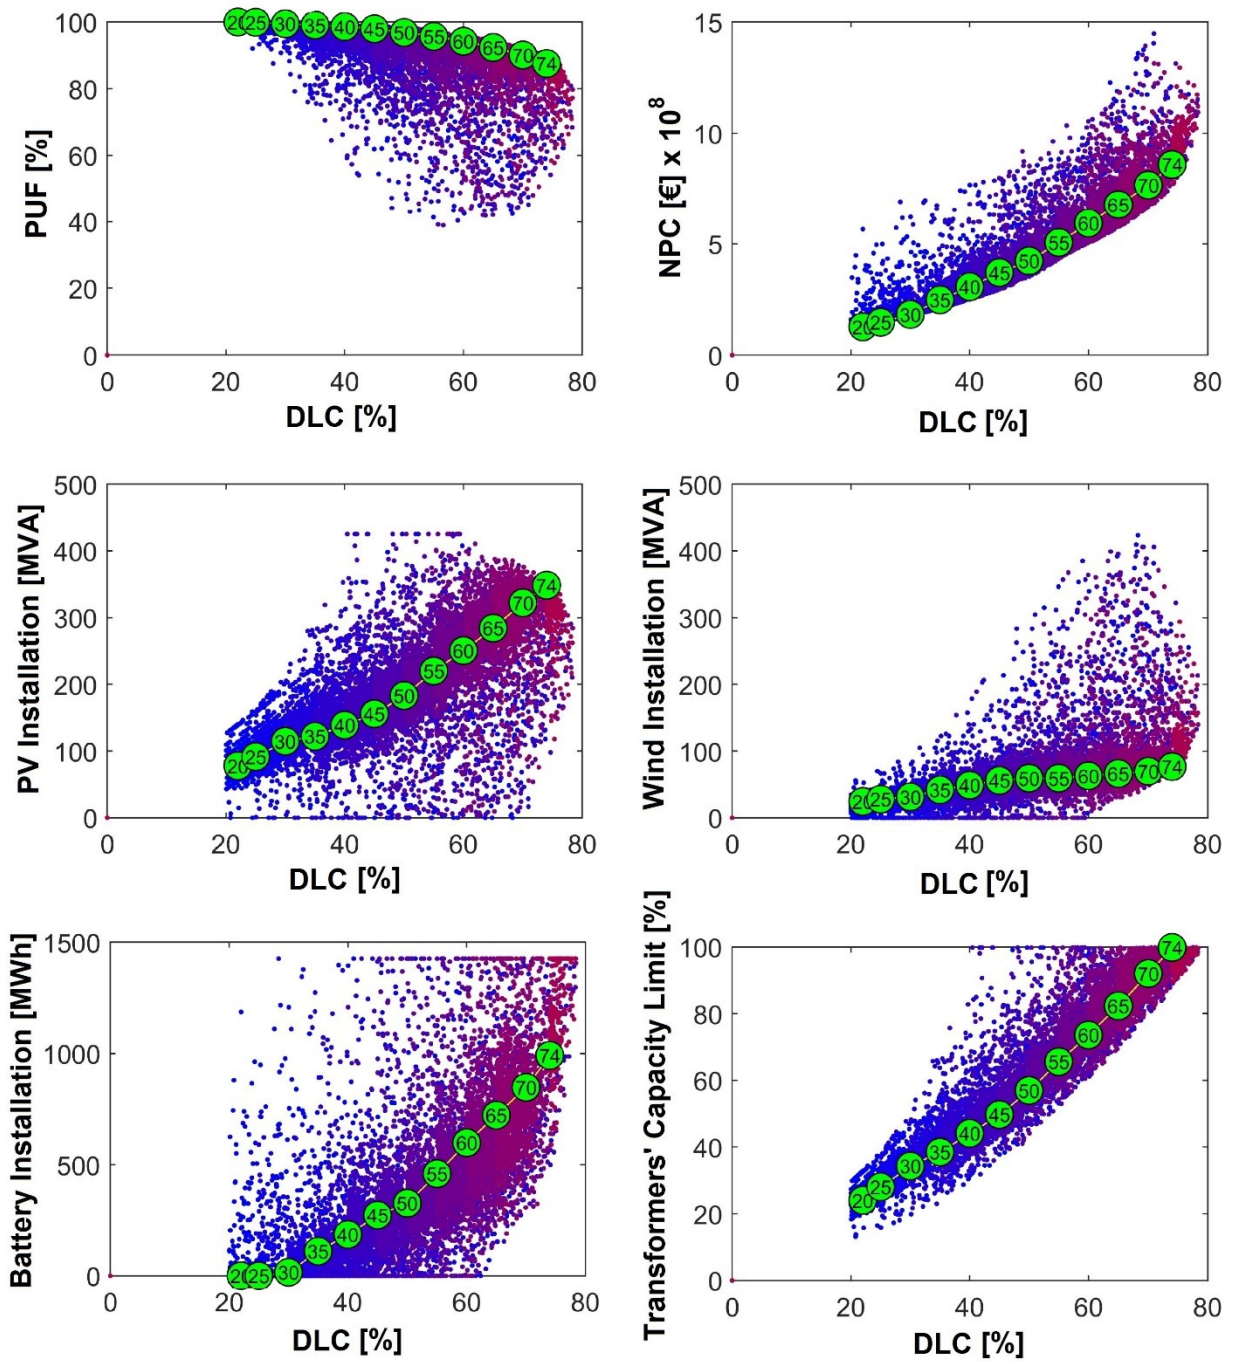 PUF [%]
100
80
60
40
20
0
20 25 30 35 40 45 50 55 60 65 70 74
0 20 40 60 80
DLC [%]
NPC [€] x 10⁸
15
10
5
0
20 25 30 35 40 45 50 55 60 65 70 74
0 20 40 60 80
DLC [%]
PV Installation [MVA]
500
400
300
200
100
0
20 25 30 35 40 45 50 55 60 65 70 74
0 20 40 60 80
DLC [%]
Wind Installation [MVA]
500
400
300
200
100
0
20 25 30 35 40 45 50 55 60 65 70 74
0 20 40 60 80
DLC [%]
Battery Installation [MWh]
1500
1000
500
0
20 25 30 35 40 45 50 55 60 65 70 74
0 20 40 60 80
DLC [%]
Transformers' Capacity Limit [%]
100
80
60
40
20
0
20 25 30 35 40 45 50 55 60 65 70 74
0 20 40 60 80
DLC [%]